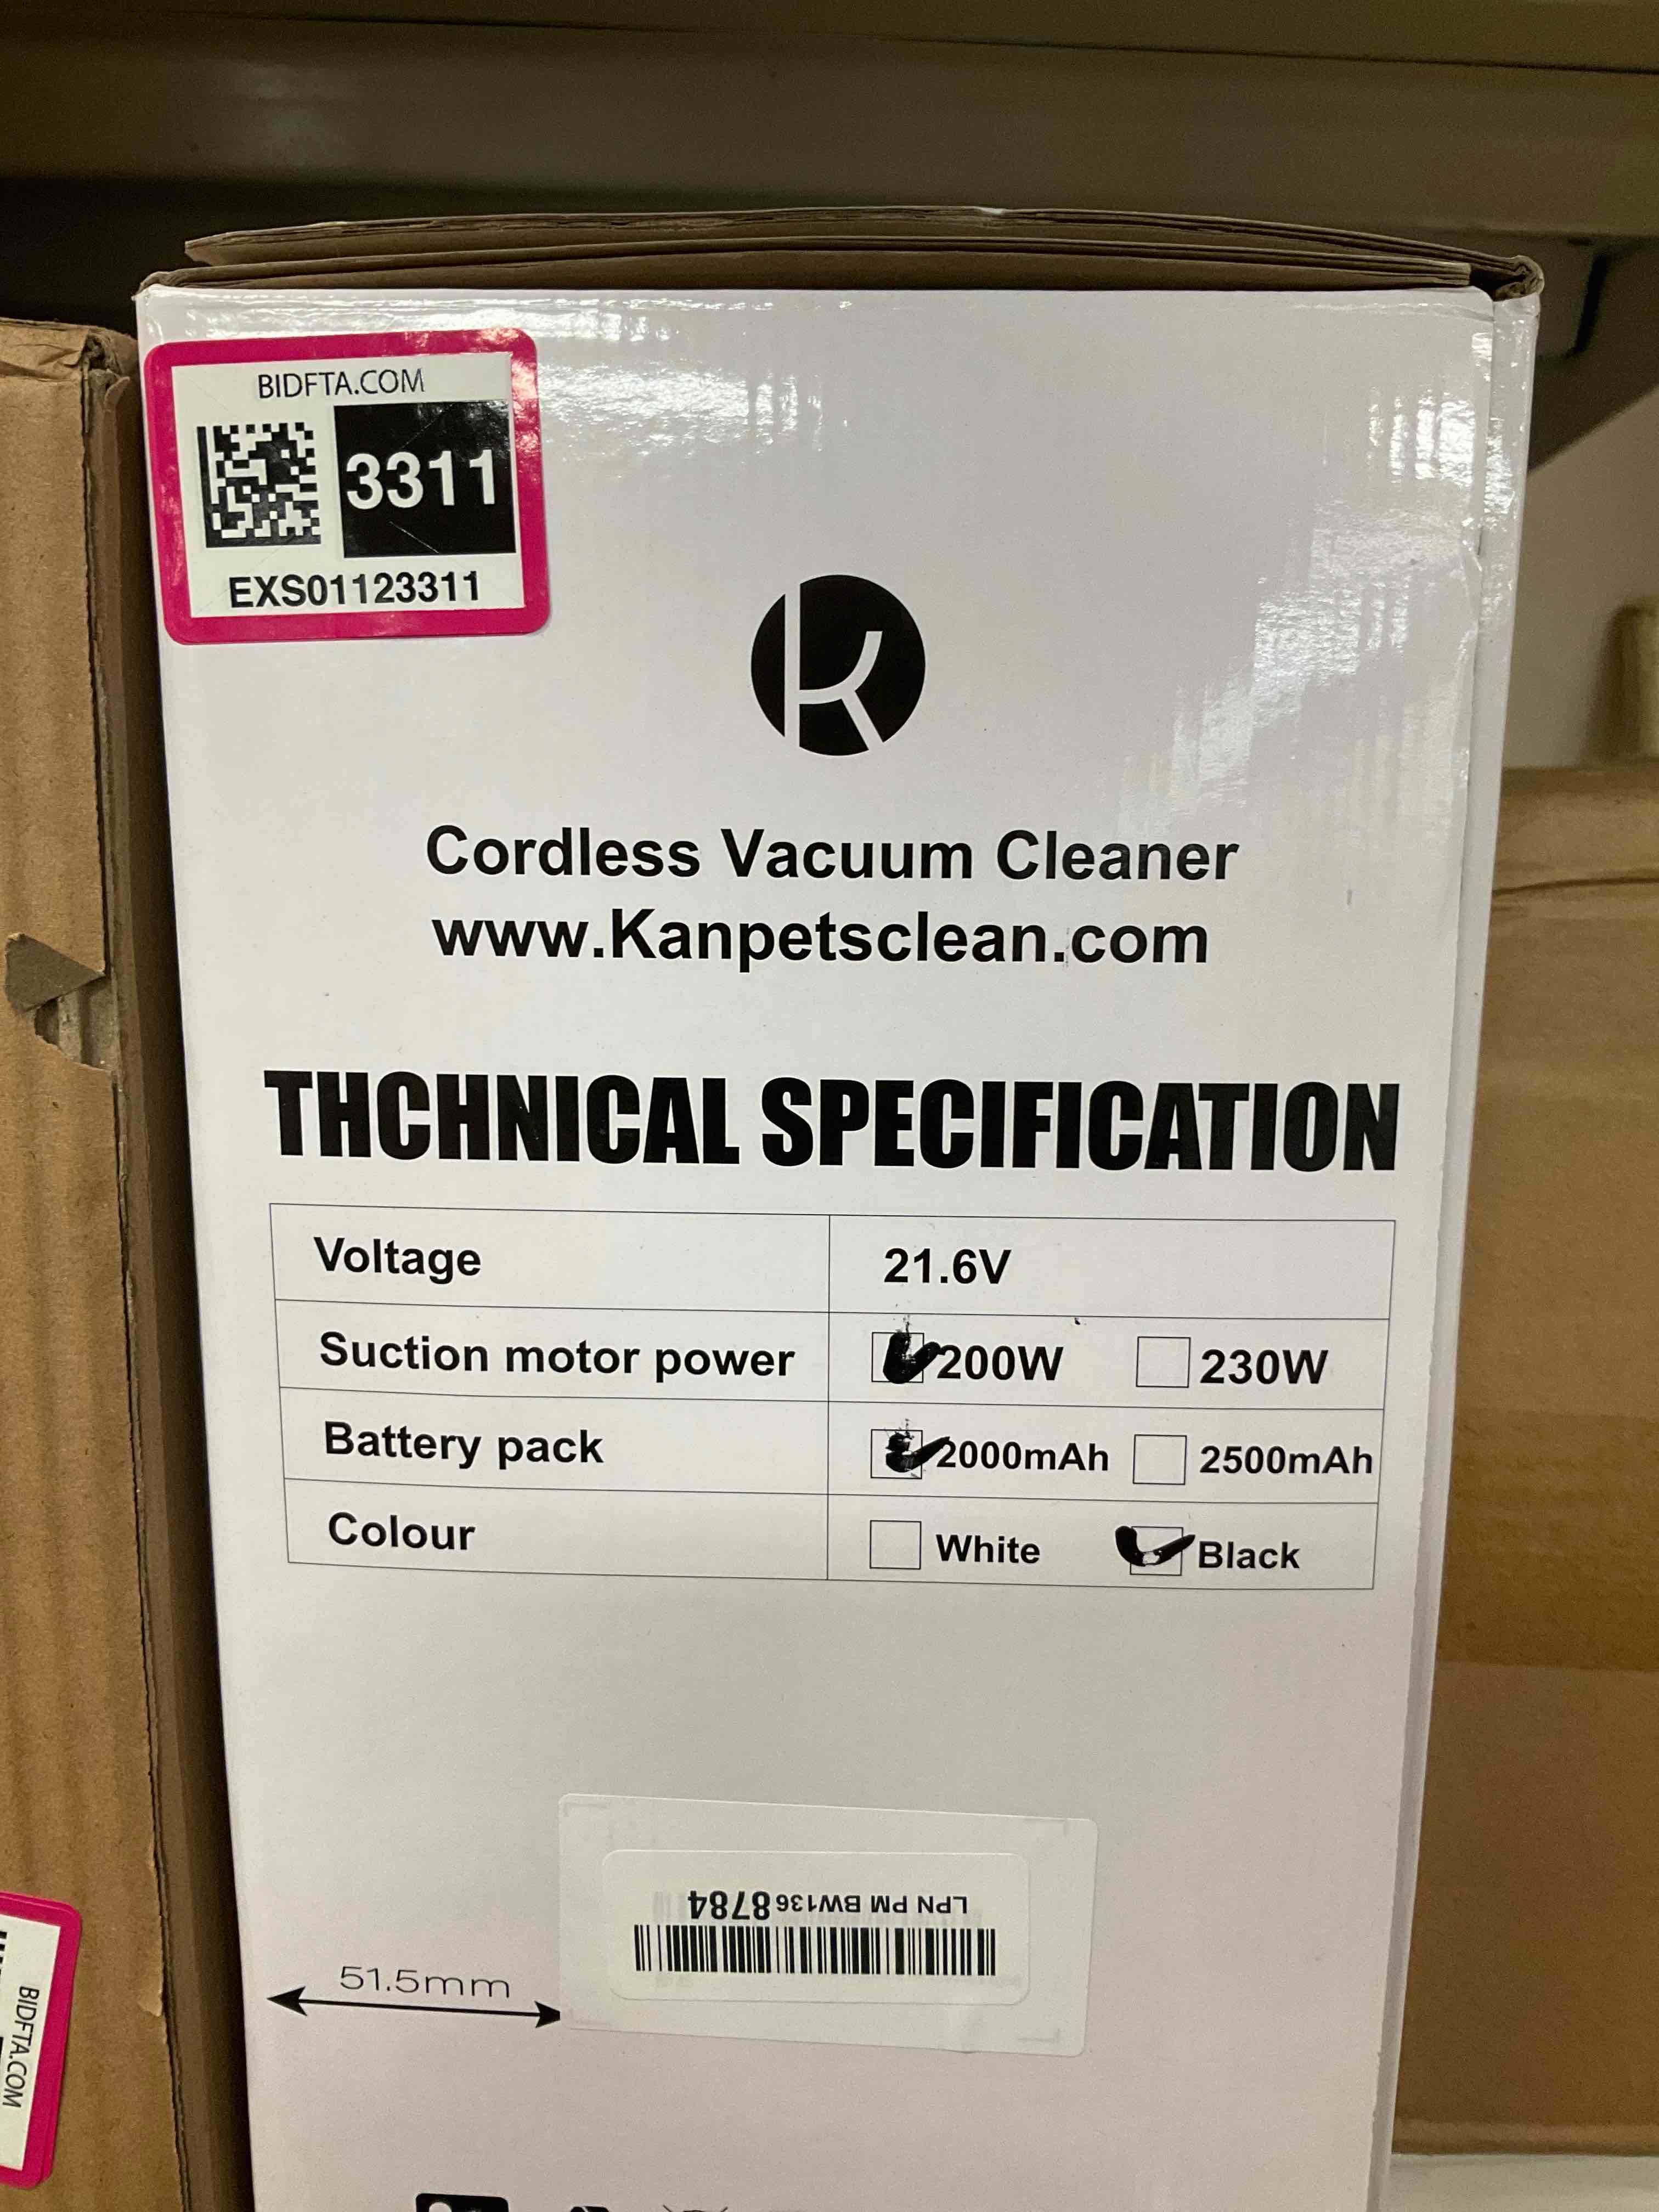 BIDFTA.COM
3311
EXS01123311
K
Cordless Vacuum Cleaner
www.Kanpetsclean.com
THCHNICAL SPECIFICATION
Voltage 21.6V
Suction motor power 200W 230W
Battery pack 2000mAh 2500mAh
Colour White Black
LPN PM BW1368784
51.5mm
BIDFTA.COM